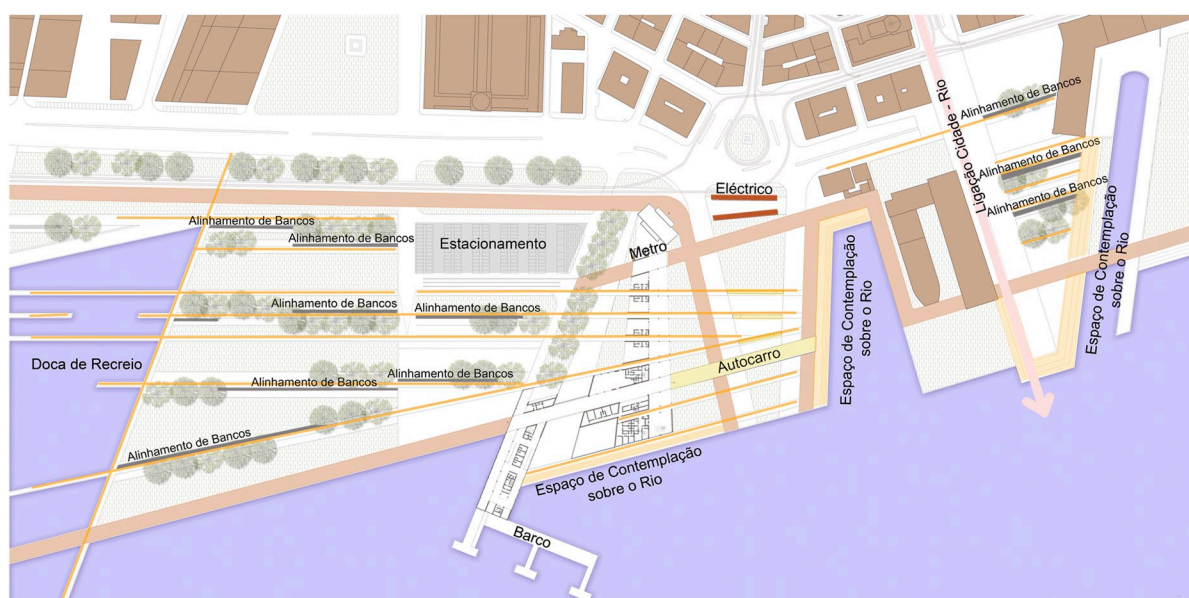 Alinhamento de Bancos
Ligação Cidade - Rio
Alinhamento de Bancos
Eléctrico
Alinhamento de Bancos
Alinhamento de Bancos
Alinhamento de Bancos
Estacionamento
Metro
Espaço de Contemplação
sobre o Rio
Espaço de Contemplação
sobre o Rio
Alinhamento de Bancos
Alinhamento de Bancos
Doca de Recreio
Autocarro
Alinhamento de Bancos
Alinhamento de Bancos
Alinhamento de Bancos
Espaço de Contemplação
sobre o Rio
Barco